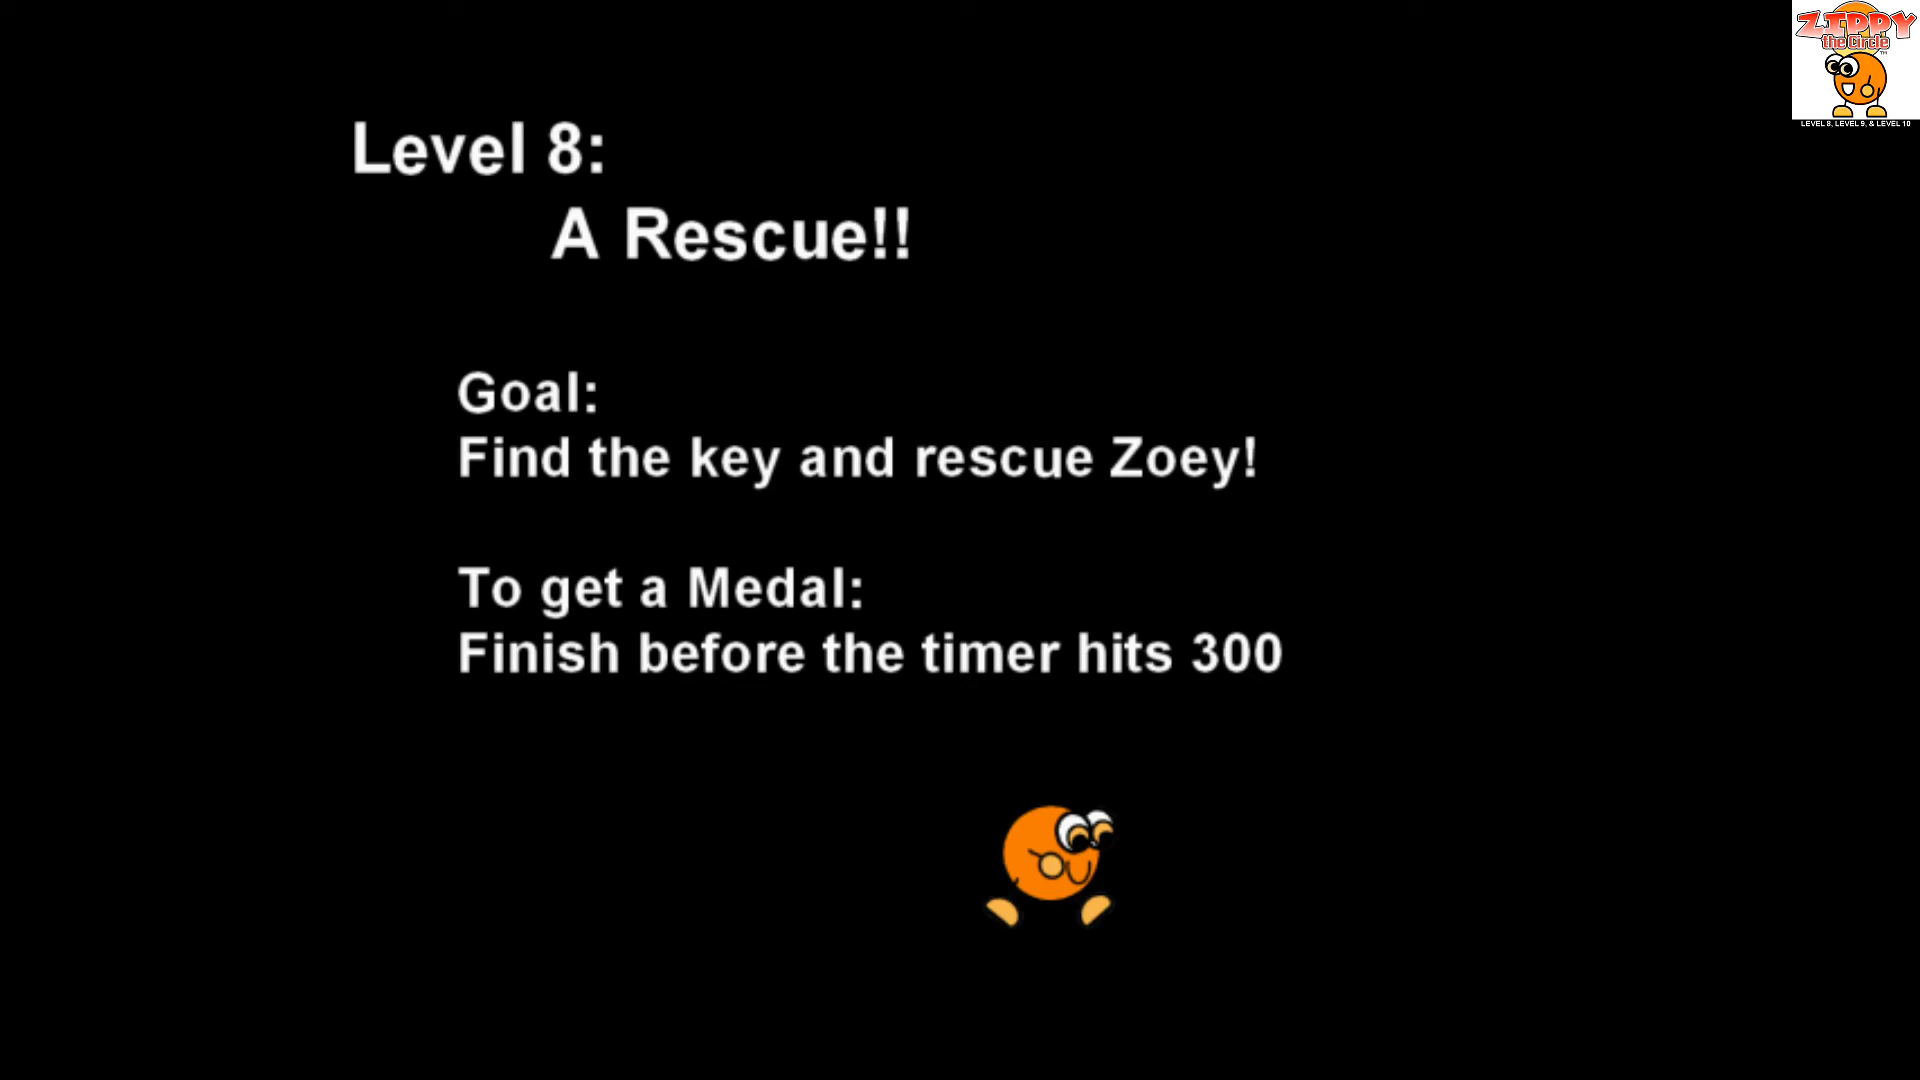 ZIPPY
the Circle
TM
LEVEL 8, LEVEL 9, & LEVEL 10
Level 8:
A Rescue!!
Goal:
Find the key and rescue Zoey!
To get a Medal:
Finish before the timer hits 300